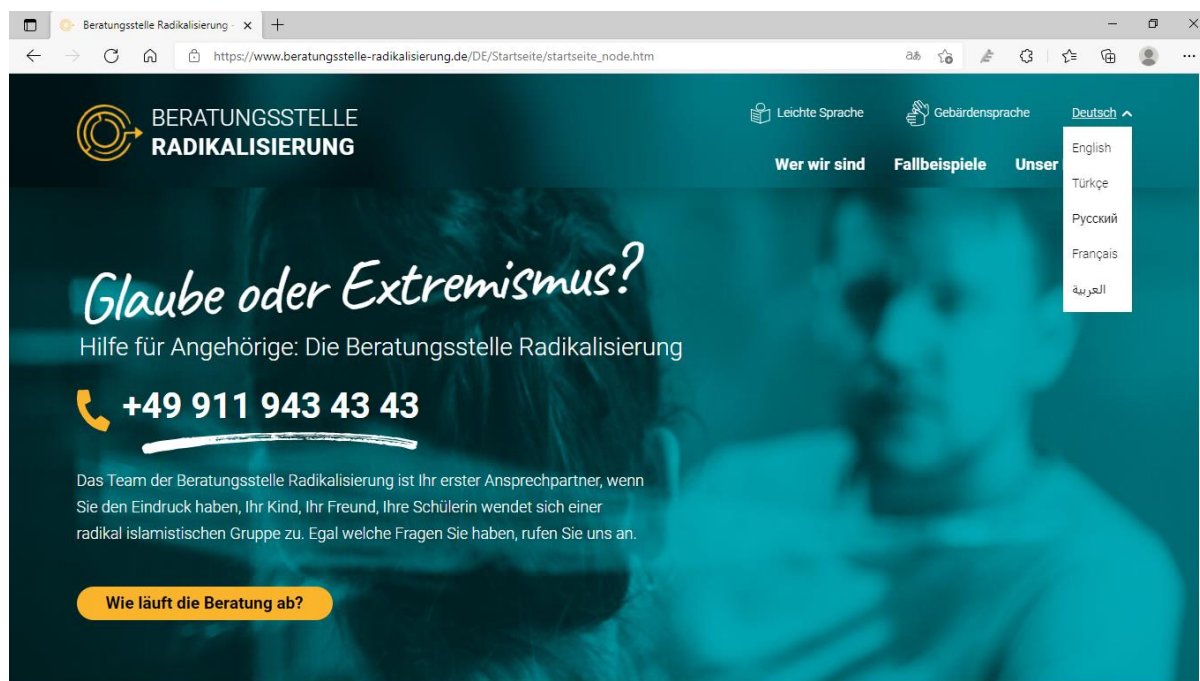 Beratungsstelle Radikalisierung -
https://www.beratungsstelle-radikalisierung.de/DE/Startseite/startseite_node.htm
BERATUNGSSTELLE
RADIKALISIERUNG
Leichte Sprache
Gebärdensprache
Deutsch
English
Türkçe
Русский
Français
العربية
Wer wir sind
Fallbeispiele
Unser
Glaube oder Extremismus?
Hilfe für Angehörige: Die Beratungsstelle Radikalisierung
+49 911 943 43 43
Das Team der Beratungsstelle Radikalisierung ist Ihr erster Ansprechpartner, wenn
Sie den Eindruck haben, Ihr Kind, Ihr Freund, Ihre Schülerin wendet sich einer
radikal islamistischen Gruppe zu. Egal welche Fragen Sie haben, rufen Sie uns an.
Wie läuft die Beratung ab?